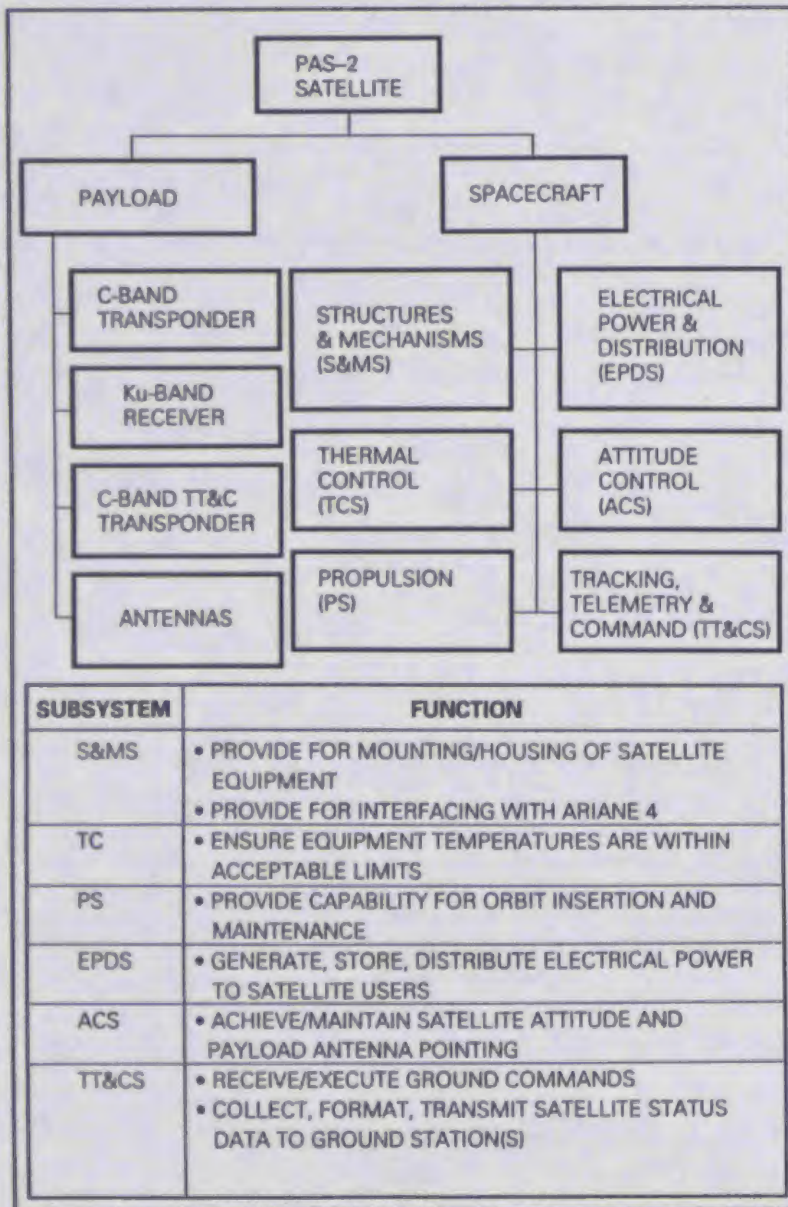 PAS–2
SATELLITE
PAYLOAD
SPACECRAFT
C-BAND
TRANSPONDER
Ku-BAND
RECEIVER
C-BAND TT&C
TRANSPONDER
ANTENNAS
STRUCTURES
& MECHANISMS
(S&MS)
THERMAL
CONTROL
(TCS)
PROPULSION
(PS)
ELECTRICAL
POWER &
DISTRIBUTION
(EPDS)
ATTITUDE
CONTROL
(ACS)
TRACKING,
TELEMETRY &
COMMAND (TT&CS)
SUBSYSTEM FUNCTION
S&MS • PROVIDE FOR MOUNTING/HOUSING OF SATELLITE
EQUIPMENT
• PROVIDE FOR INTERFACING WITH ARIANE 4
TC • ENSURE EQUIPMENT TEMPERATURES ARE WITHIN
ACCEPTABLE LIMITS
PS • PROVIDE CAPABILITY FOR ORBIT INSERTION AND
MAINTENANCE
EPDS • GENERATE, STORE, DISTRIBUTE ELECTRICAL POWER
TO SATELLITE USERS
ACS • ACHIEVE/MAINTAIN SATELLITE ATTITUDE AND
PAYLOAD ANTENNA POINTING
TT&CS • RECEIVE/EXECUTE GROUND COMMANDS
• COLLECT, FORMAT, TRANSMIT SATELLITE STATUS
DATA TO GROUND STATION(S)